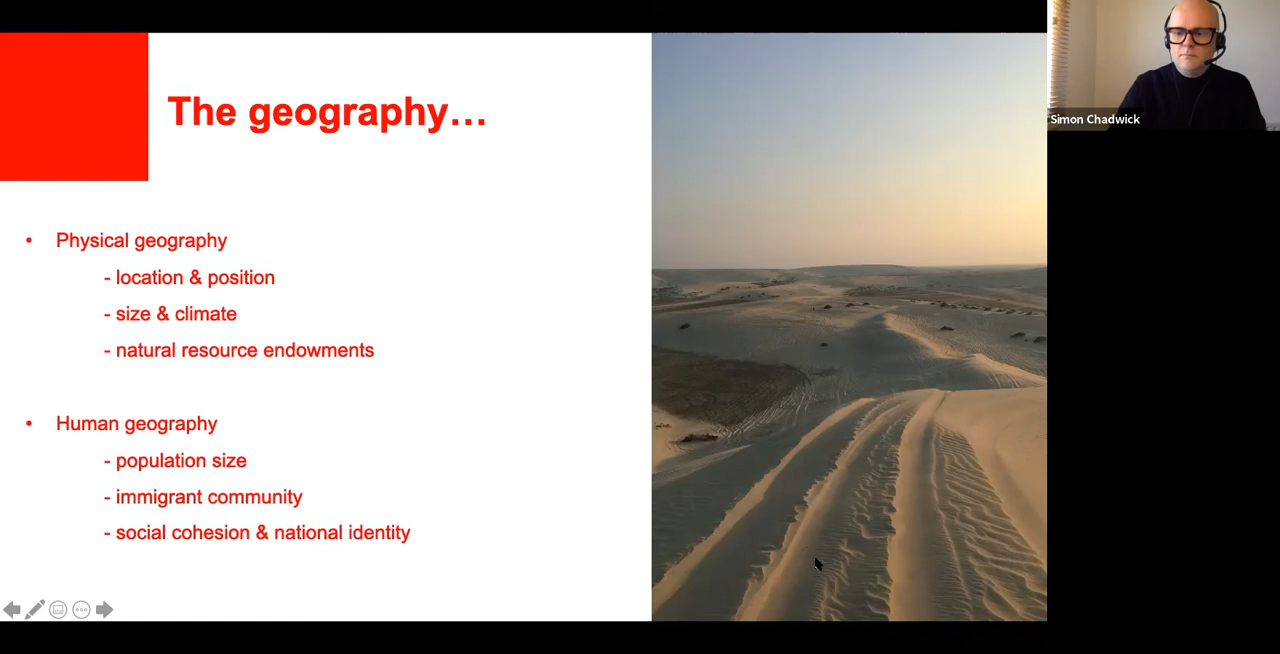 The geography…
• Physical geography
- location & position
- size & climate
- natural resource endowments
• Human geography
- population size
- immigrant community
- social cohesion & national identity
Simon Chadwick